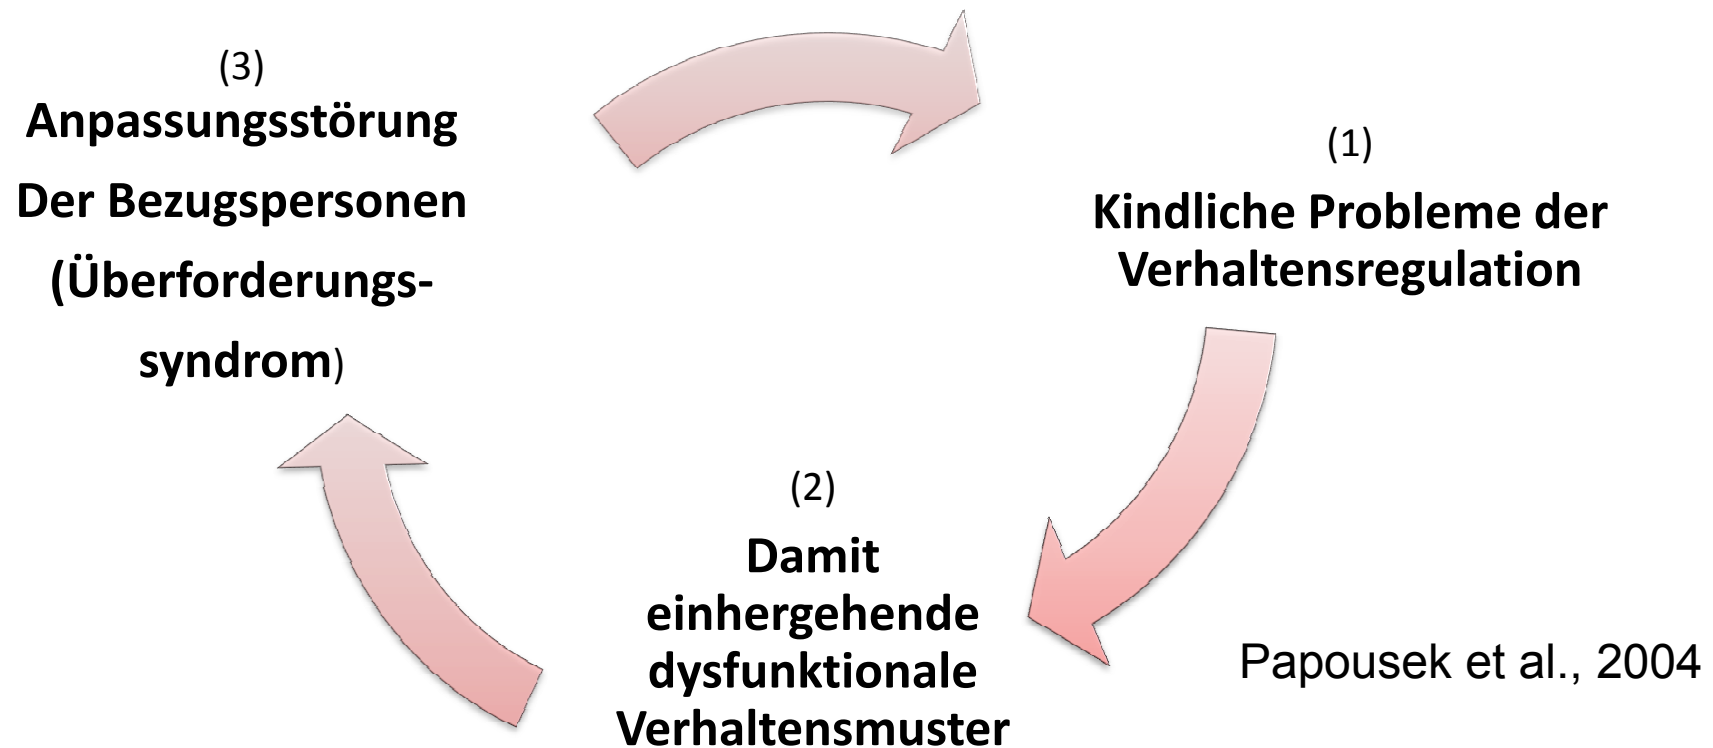 (3)
Anpassungsstörung
Der Bezugspersonen
(Überforderungs-
syndrom)
(1)
Kindliche Probleme der
Verhaltensregulation
(2)
Damit
einhergehende
dysfunktionale
Verhaltensmuster
Papousek et al., 2004